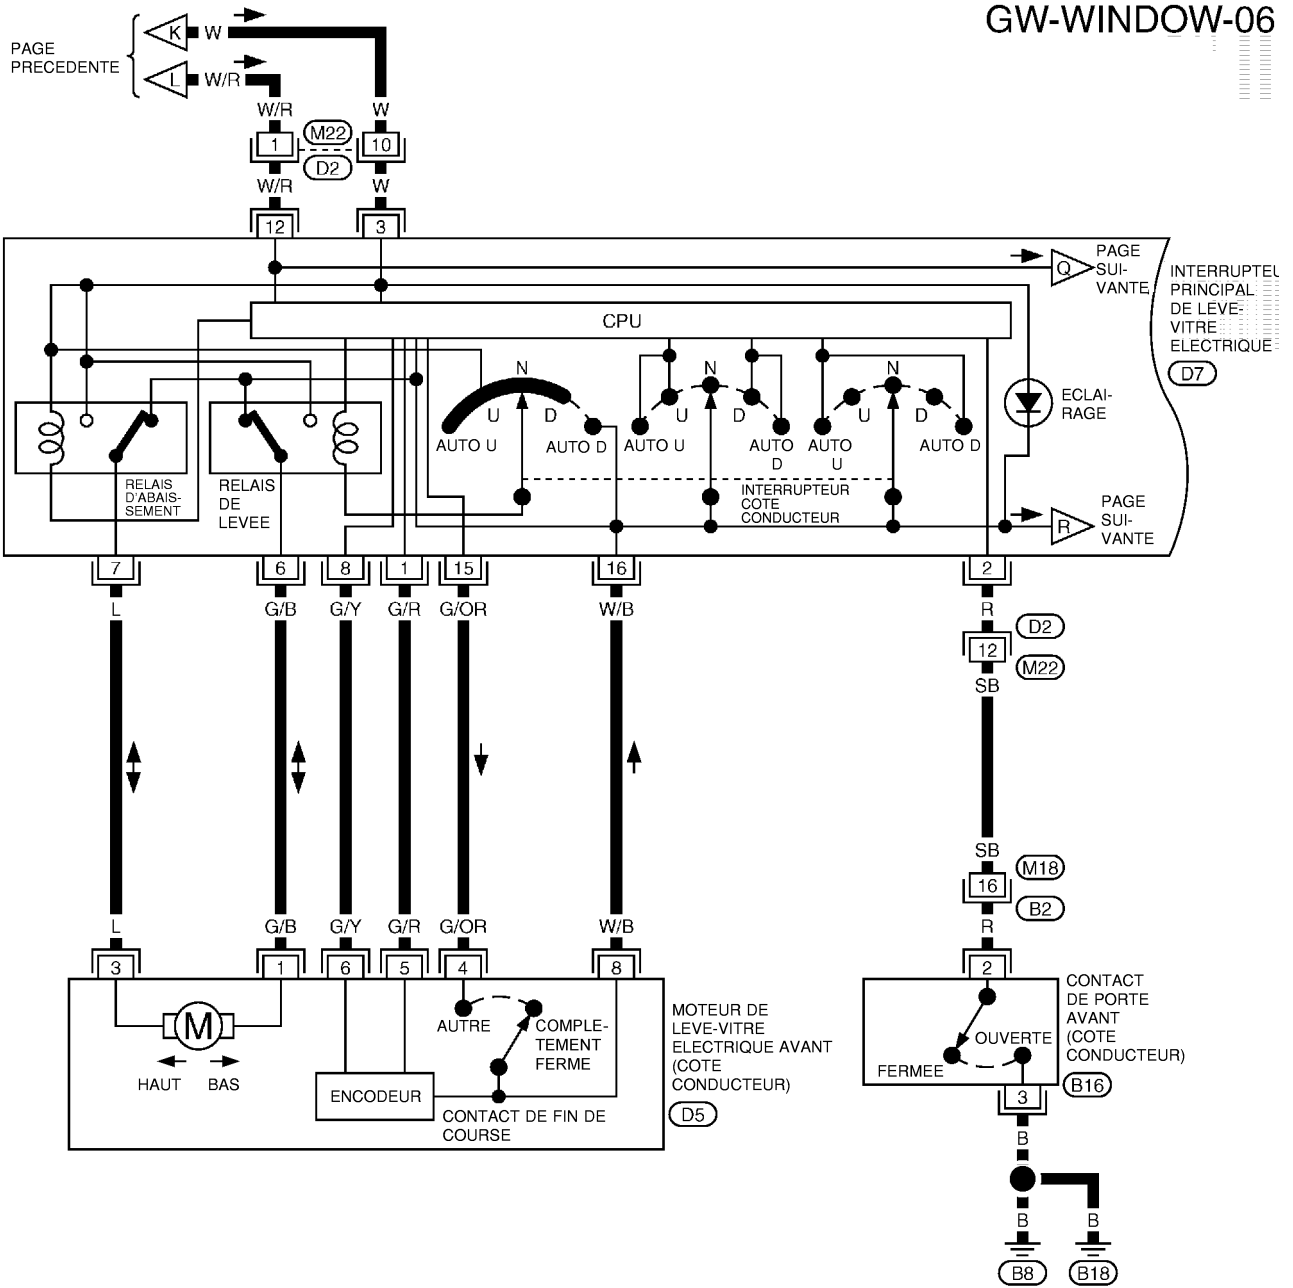 GW-WINDOW-06
PAGE
PRECEDENTE
K W
L W/R
W/R W
1 M22 10
D2
W/R W
12 3
Q
PAGE
SUI-
VANTE
INTERRUPTEU
PRINCIPAL
DE LEVE-
VITRE
ELECTRIQUE
D7
CPU
N N N
U D U D U D
AUTO U AUTO D AUTO U AUTO
D
AUTO
U
AUTO D
ECLAI-
RAGE
RELAIS
D'ABAIS-
SEMENT
RELAIS
DE
LEVEE
INTERRUPTEUR
COTE
CONDUCTEUR
R
PAGE
SUI-
VANTE
7 6 8 1 15 16 2
L G/B G/Y G/R G/OR W/B R
D2
12
M22
SB
SB
M18
16
B2
L G/B G/Y G/R G/OR W/B R
3 1 6 5 4 8 2
M
HAUT BAS
AUTRE
COMPLE-
TEMENT
FERME
ENCODEUR
CONTACT DE FIN DE
COURSE
MOTEUR DE
LEVE-VITRE
ELECTRIQUE AVANT
(COTE
CONDUCTEUR)
D5
OUVERTE
FERMEE
CONTACT
DE PORTE
AVANT
(COTE
CONDUCTEUR)
B16
3
B
B B
B8 B18